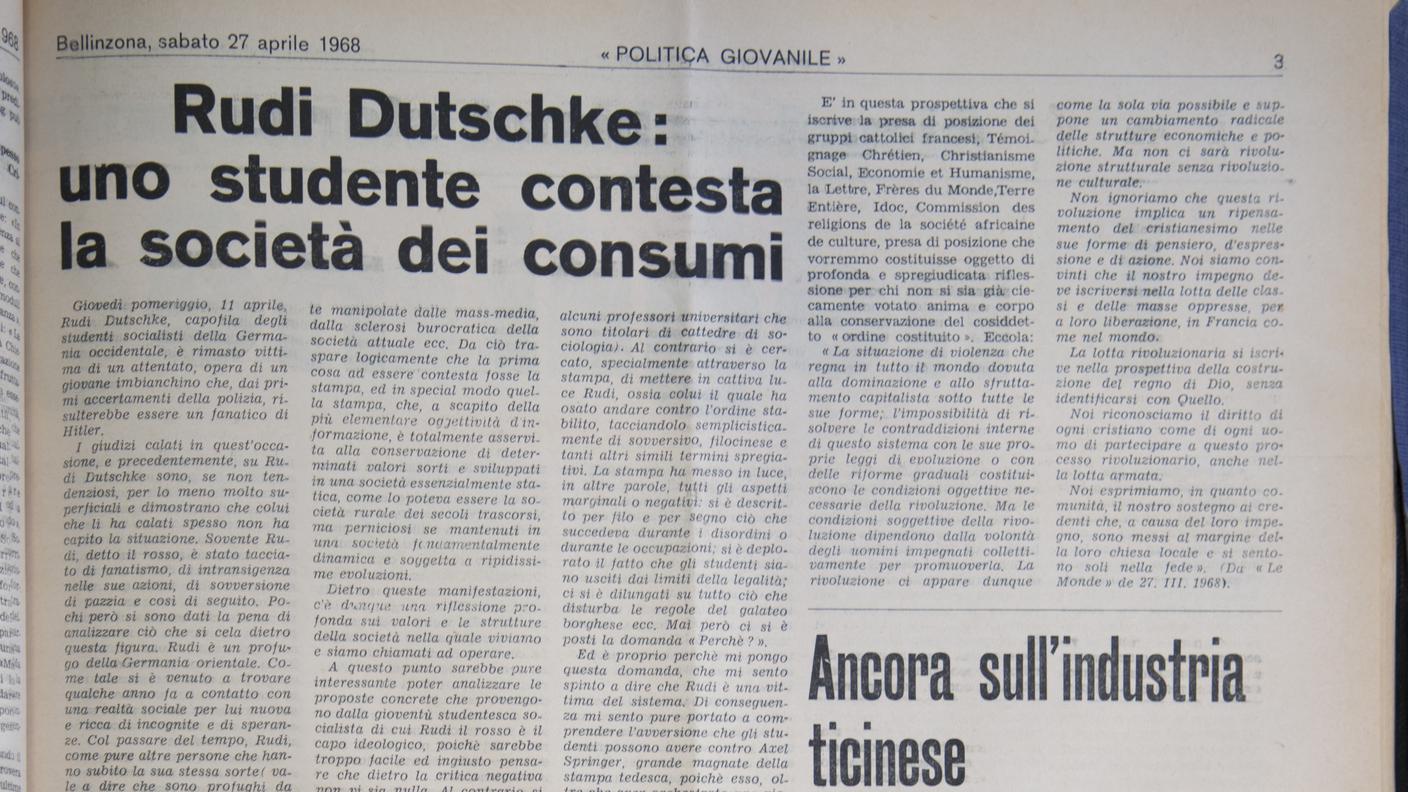 Bellinzona, sabato 27 aprile 1968
« POLITICA GIOVANILE »
3
Rudi Dutschke:
uno studente contesta
la società dei consumi
Giovedì pomeriggio, 11 aprile,
Rudi Dutschke, capofila degli
studenti socialisti della Germa-
nia occidentale, è rimasto vitti-
ma di un attentato, opera di un
giovane imbianchino che, dai pri-
mi accertamenti della polizia, ri-
sulterebbe essere un fanatico di
Hitler.
I giudizi calati in quest'occa-
sione, e precedentemente, su Ru-
di Dutschke sono, se non ten-
denziosi, per lo meno molto su-
perficiali e dimostrano che colui
che li ha calati spesso non ha
capito la situazione. Sovente Ru-
di, detto il rosso, è stato taccia-
to di fanatismo, di intransigenza
nelle sue azioni, di sovversione
di pazzia e così di seguito. Po-
chi però si sono dati la pena di
analizzare ciò che si cela dietro
questa figura. Rudi è un profu-
go della Germania orientale. Co-
me tale si è venuto a trovare
qualche anno fa a contatto con
una realtà sociale per lui nuova
e ricca di incognite e di speran-
ze. Col passare del tempo, Rudi,
come pure altre persone che han-
no subito la sua stessa sorte( va-
le a dire che sono profughi da
te manipolate dalle mass-media,
dalla sclerosi burocratica della
società attuale ecc. Da ciò tra-
spare logicamente che la prima
cosa ad essere contesta fosse la
stampa, ed in special modo quel-
la stampa, che, a scapito della
più elementare oggettività d'in-
formazione, è totalmente asservi-
ta alla conservazione di deter-
minati valori sorti e sviluppati
in una società essenzialmente sta-
tica, come lo poteva essere la so-
cietà rurale dei secoli trascorsi,
ma perniciosi se mantenuti in
una società fondamentalmente
dinamica e soggetta a ripidissi-
me evoluzioni.
Dietro queste manifestazioni,
c'è dunque una riflessione pro-
fonda sui valori e le strutture
della società nella quale viviamo
e siamo chiamati ad operare.
A questo punto sarebbe pure
interessante poter analizzare le
proposte concrete che provengo-
no dalla gioventù studentesca so-
cialista di cui Rudi il rosso è il
capo ideologico, poichè sarebbe
troppo facile ed ingiusto pensa-
re che dietro la critica negativa
non vi sia nulla. Al contrario si
alcuni professori universitari che
sono titolari di cattedre di so-
ciologia). Al contrario si è cer-
cato, specialmente attraverso la
stampa, di mettere in cattiva lu-
ce Rudi, ossia colui il quale ha
osato andare contro l'ordine sta-
bilito, tacciandolo semplicistica-
mente di sovversivo, filocinese e
tanti altri simili termini spregia-
tivi. La stampa ha messo in luce,
in altre parole, tutti gli aspetti
marginali o negativi: si è descrit-
to per filo e per segno ciò che
succedeva durante i disordini o
durante le occupazioni; si è deplo-
rato il fatto che gli studenti sia-
no usciti dai limiti della legalità;
ci si è dilungati su tutto ciò che
disturba le regole del galateo
borghese ecc. Mai però ci si è
posti la domanda « Perchè ? ».
Ed è proprio perchè mi pongo
questa domanda, che mi sento
spinto a dire che Rudi è una vit-
tima del sistema. Di conseguen-
za mi sento pure portato a com-
prendere l'avversione che gli stu-
denti possono avere contro Axel
Springer, grande magnate della
stampa tedesca, poichè esso, ol-
E' in questa prospettiva che si
iscrive la presa di posizione dei
gruppi cattolici francesi, Témoi-
gnage Chrétien, Christianisme
Social, Economie et Humanisme,
la Lettre, Frères du Monde,Terre
Entière, Idoc, Commission des
religions de la société africaine
de culture, presa di posizione che
vorremmo costituisse oggetto di
profonda e spregiudicata rifles-
sione per chi non si sia già cie-
camente votato anima e corpo
alla conservazione del cosiddet-
to « ordine costituito ». Eccola:
« La situazione di violenza che
regna in tutto il mondo dovuta
alla dominazione e allo sfrutta-
mento capitalista sotto tutte le
sue forme; l'impossibilità di ri-
solvere le contraddizioni interne
di questo sistema con le sue pro-
prie leggi di evoluzione o con
delle riforme graduali costitui-
scono le condizioni oggettive ne-
cessarie della rivoluzione. Ma le
condizioni soggettive della rivo-
luzione dipendono dalla volontà
degli uomini impegnati colletti-
vamente per promuoverla. La
rivoluzione ci appare dunque
come la sola via possibile e sup-
pone un cambiamento radicale
delle strutture economiche e po-
litiche. Ma non ci sarà rivolu-
zione strutturale senza rivoluzio-
ne culturale.
Non ignoriamo che questa ri-
voluzione implica un ripensa-
mento del cristianesimo nelle
sue forme di pensiero, d'espres-
sione e di azione. Noi siamo con-
vinti che il nostro impegno de-
ve iscriversi nella lotta delle clas-
si e delle masse oppresse, per
a loro liberazione, in Francia co-
me nel mondo.
La lotta rivoluzionaria si iscri-
ve nella prospettiva della costru-
zione del regno di Dio, senza
identificarsi con Quello.
Noi riconosciamo il diritto di
ogni cristiano come di ogni uo-
mo di partecipare a questo pro-
cesso rivoluzionario, anche nel-
la lotta armata.
Noi esprimiamo, in quanto co-
munità, il nostro sostegno ai cre-
denti che, a causa del loro impe-
gno, sono messi al margine del-
la loro chiesa locale e si sento-
no soli nella fede ». (Da « Le
Monde » de 27. III. 1968).
Ancora sull'industria
ticinese